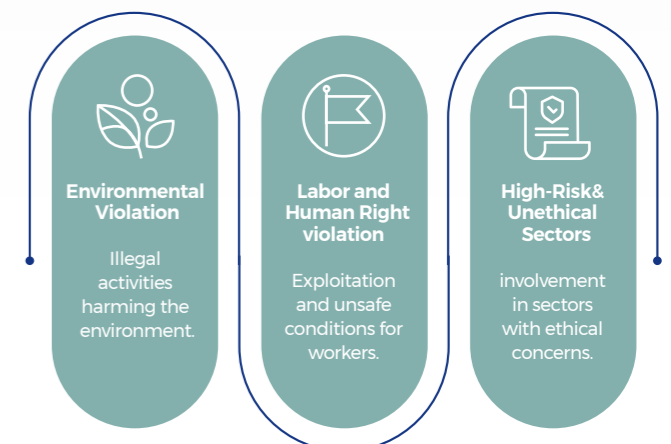 Environmental
Violation
Illegal
activities
harming the
environment.
Labor and
Human Right
violation
Exploitation
and unsafe
conditions for
workers.
High-Risk&
Unethical
Sectors
involvement
in sectors
with ethical
concerns.